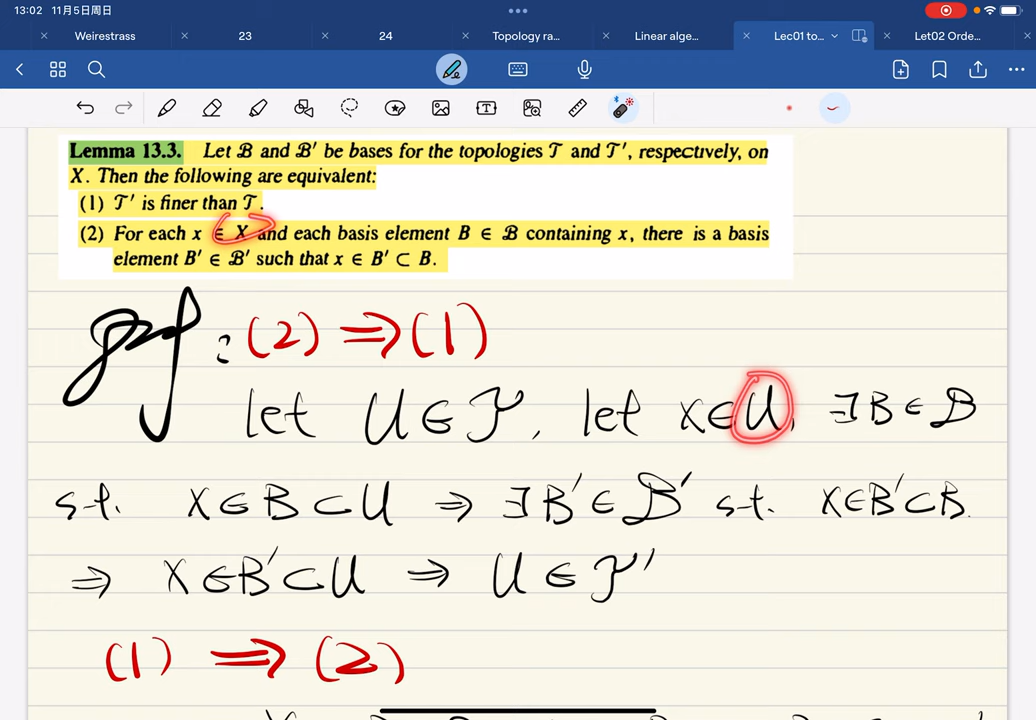 13:02 11月5日周日
Weirestrass 23 24 Topology ra... Linear alge... Lec01 to... Let02 Orde...
Lemma 13.3. Let ℬ and ℬ′ be bases for the topologies 𝒯 and 𝒯′, respectively, on
X. Then the following are equivalent:
(1) 𝒯′ is finer than 𝒯.
(2) For each x ∈ X and each basis element B ∈ ℬ containing x, there is a basis
element B′ ∈ ℬ′ such that x ∈ B′ ⊂ B.
prf: (2) ⇒ (1)
let U ∈ 𝒯, let x ∈ U, ∃ B ∈ ℬ
s.t. x ∈ B ⊂ U ⇒ ∃ B′ ∈ ℬ′ s.t. x ∈ B′ ⊂ B.
⇒ x ∈ B′ ⊂ U ⇒ U ∈ 𝒯′
(1) ⇒ (2)